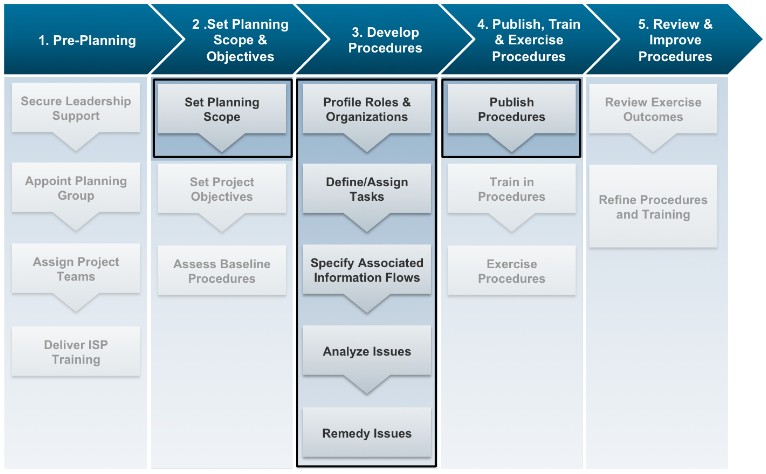 1. Pre-Planning
2 .Set Planning
Scope &
Objectives
3. Develop
Procedures
4. Publish, Train
& Exercise
Procedures
5. Review &
Improve
Procedures
Secure Leadership
Support
Appoint Planning
Group
Assign Project
Teams
Deliver ISP
Training
Set Planning
Scope
Set Project
Objectives
Assess Baseline
Procedures
Profile Roles &
Organizations
Define/Assign
Tasks
Specify Associated
Information Flows
Analyze Issues
Remedy Issues
Publish
Procedures
Train in
Procedures
Exercise
Procedures
Review Exercise
Outcomes
Refine Procedures
and Training